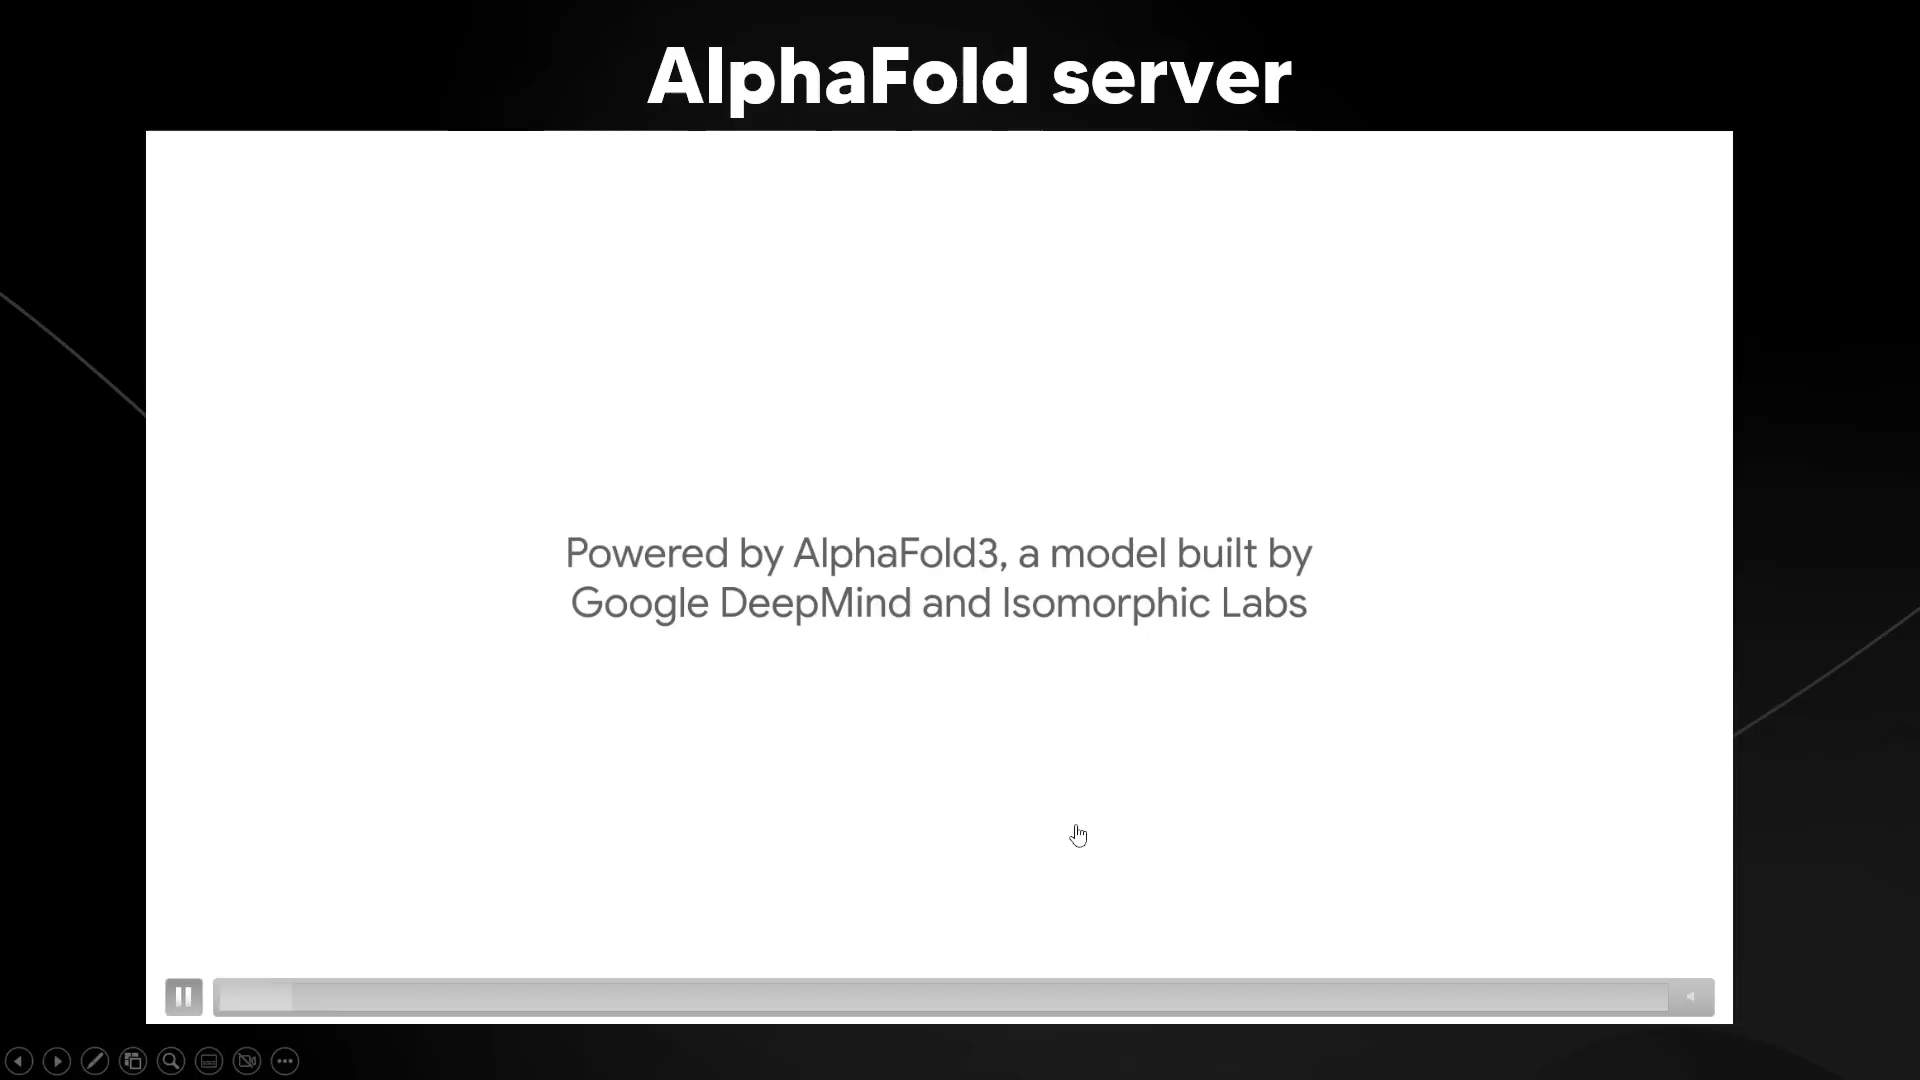 AlphaFold server
Powered by AlphaFold3, a model built by
Google DeepMind and Isomorphic Labs